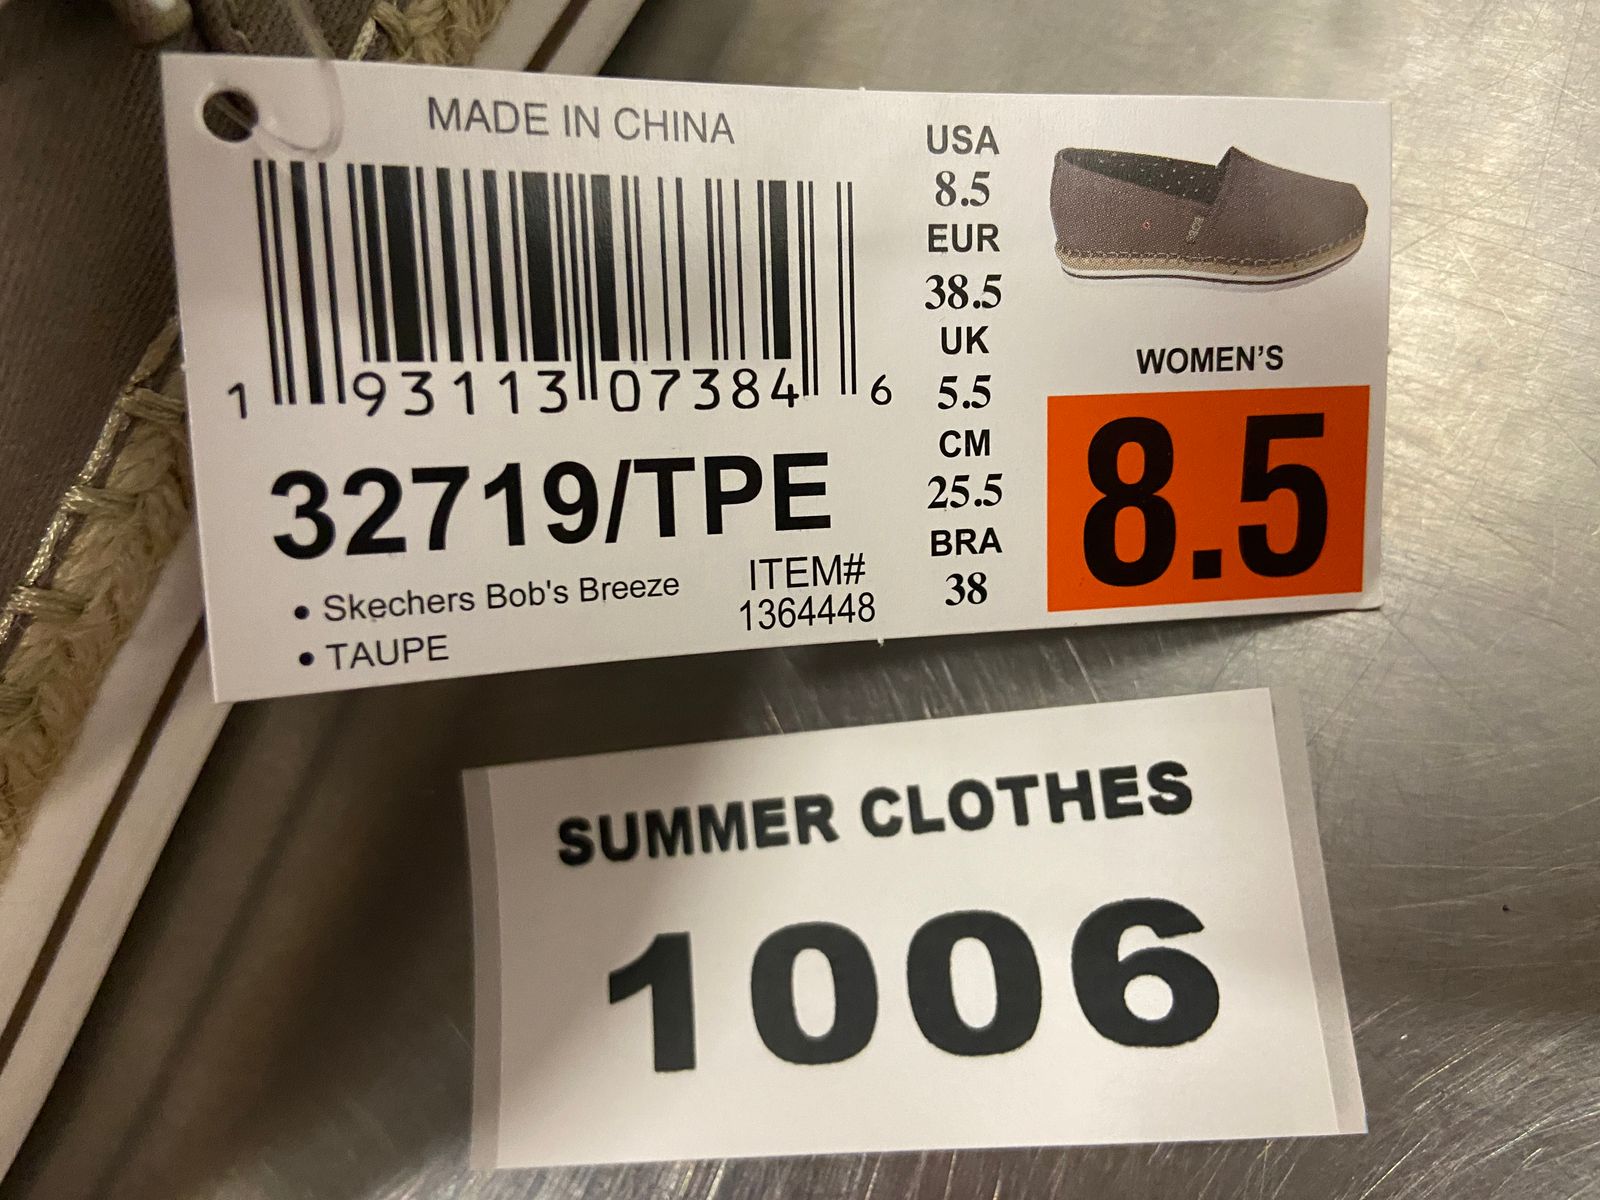 MADE IN CHINA
1 93113 07384 6
32719/TPE
• Skechers Bob's Breeze
• TAUPE
ITEM#
1364448
USA
8.5
EUR
38.5
UK
5.5
CM
25.5
BRA
38
WOMEN'S
8.5
SUMMER CLOTHES
1006